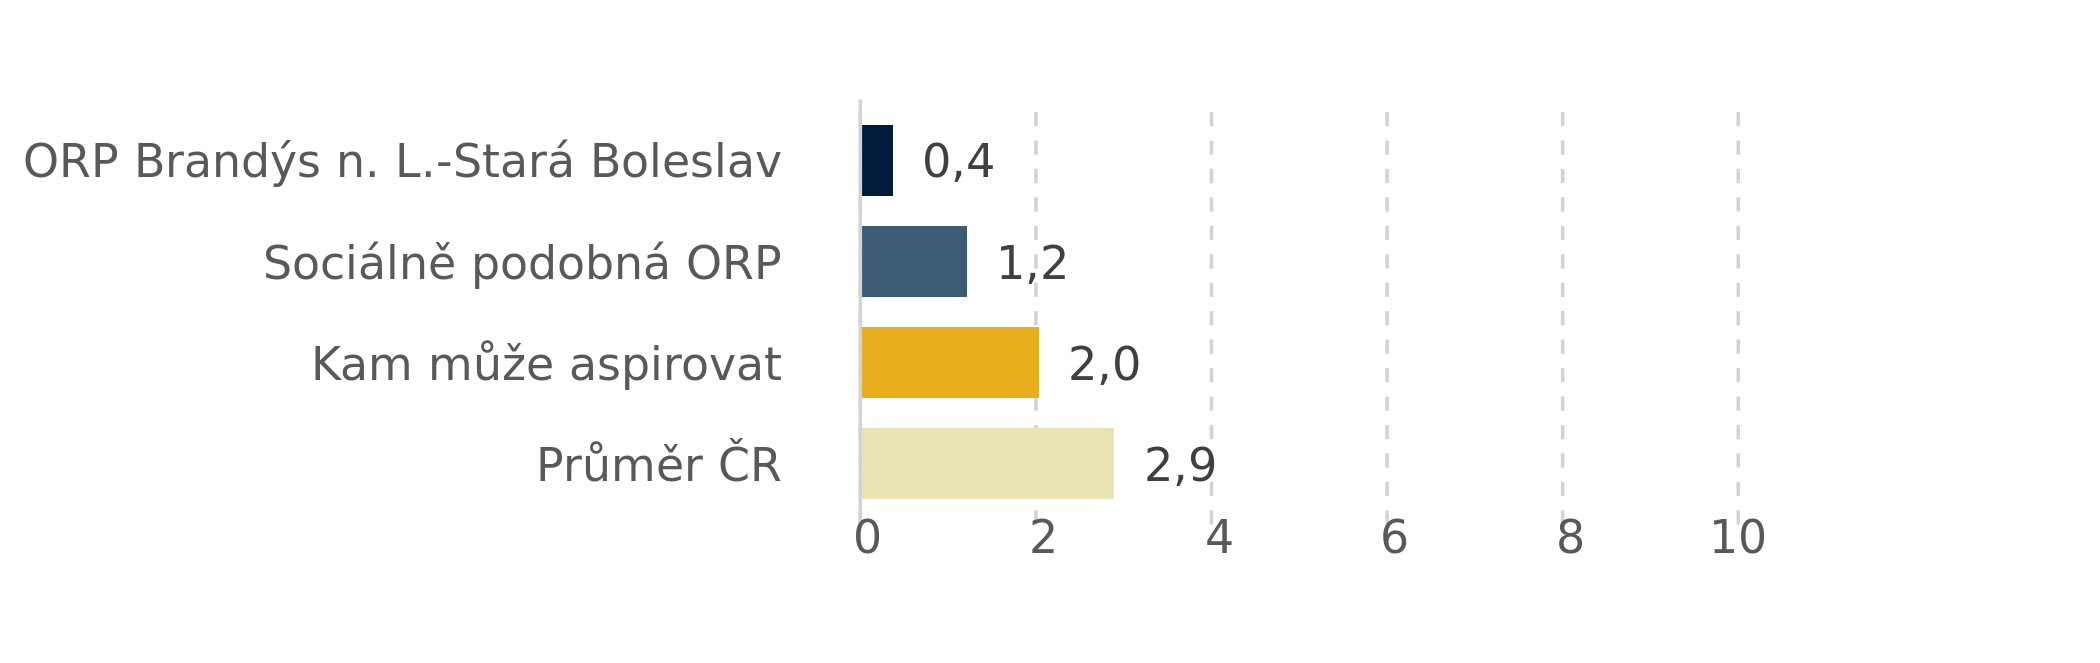 ORP Brandýs n. L.-Stará Boleslav 0,4
Sociálně podobná ORP 1,2
Kam může aspirovat 2,0
Průměr ČR 2,9
0 2 4 6 8 10